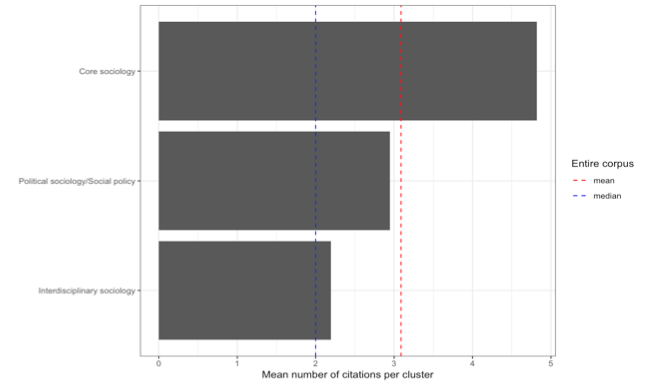 Core sociology
Political sociology/Social policy
Interdisciplinary sociology
0 1 2 3 4 5
Mean number of citations per cluster
Entire corpus
mean
median